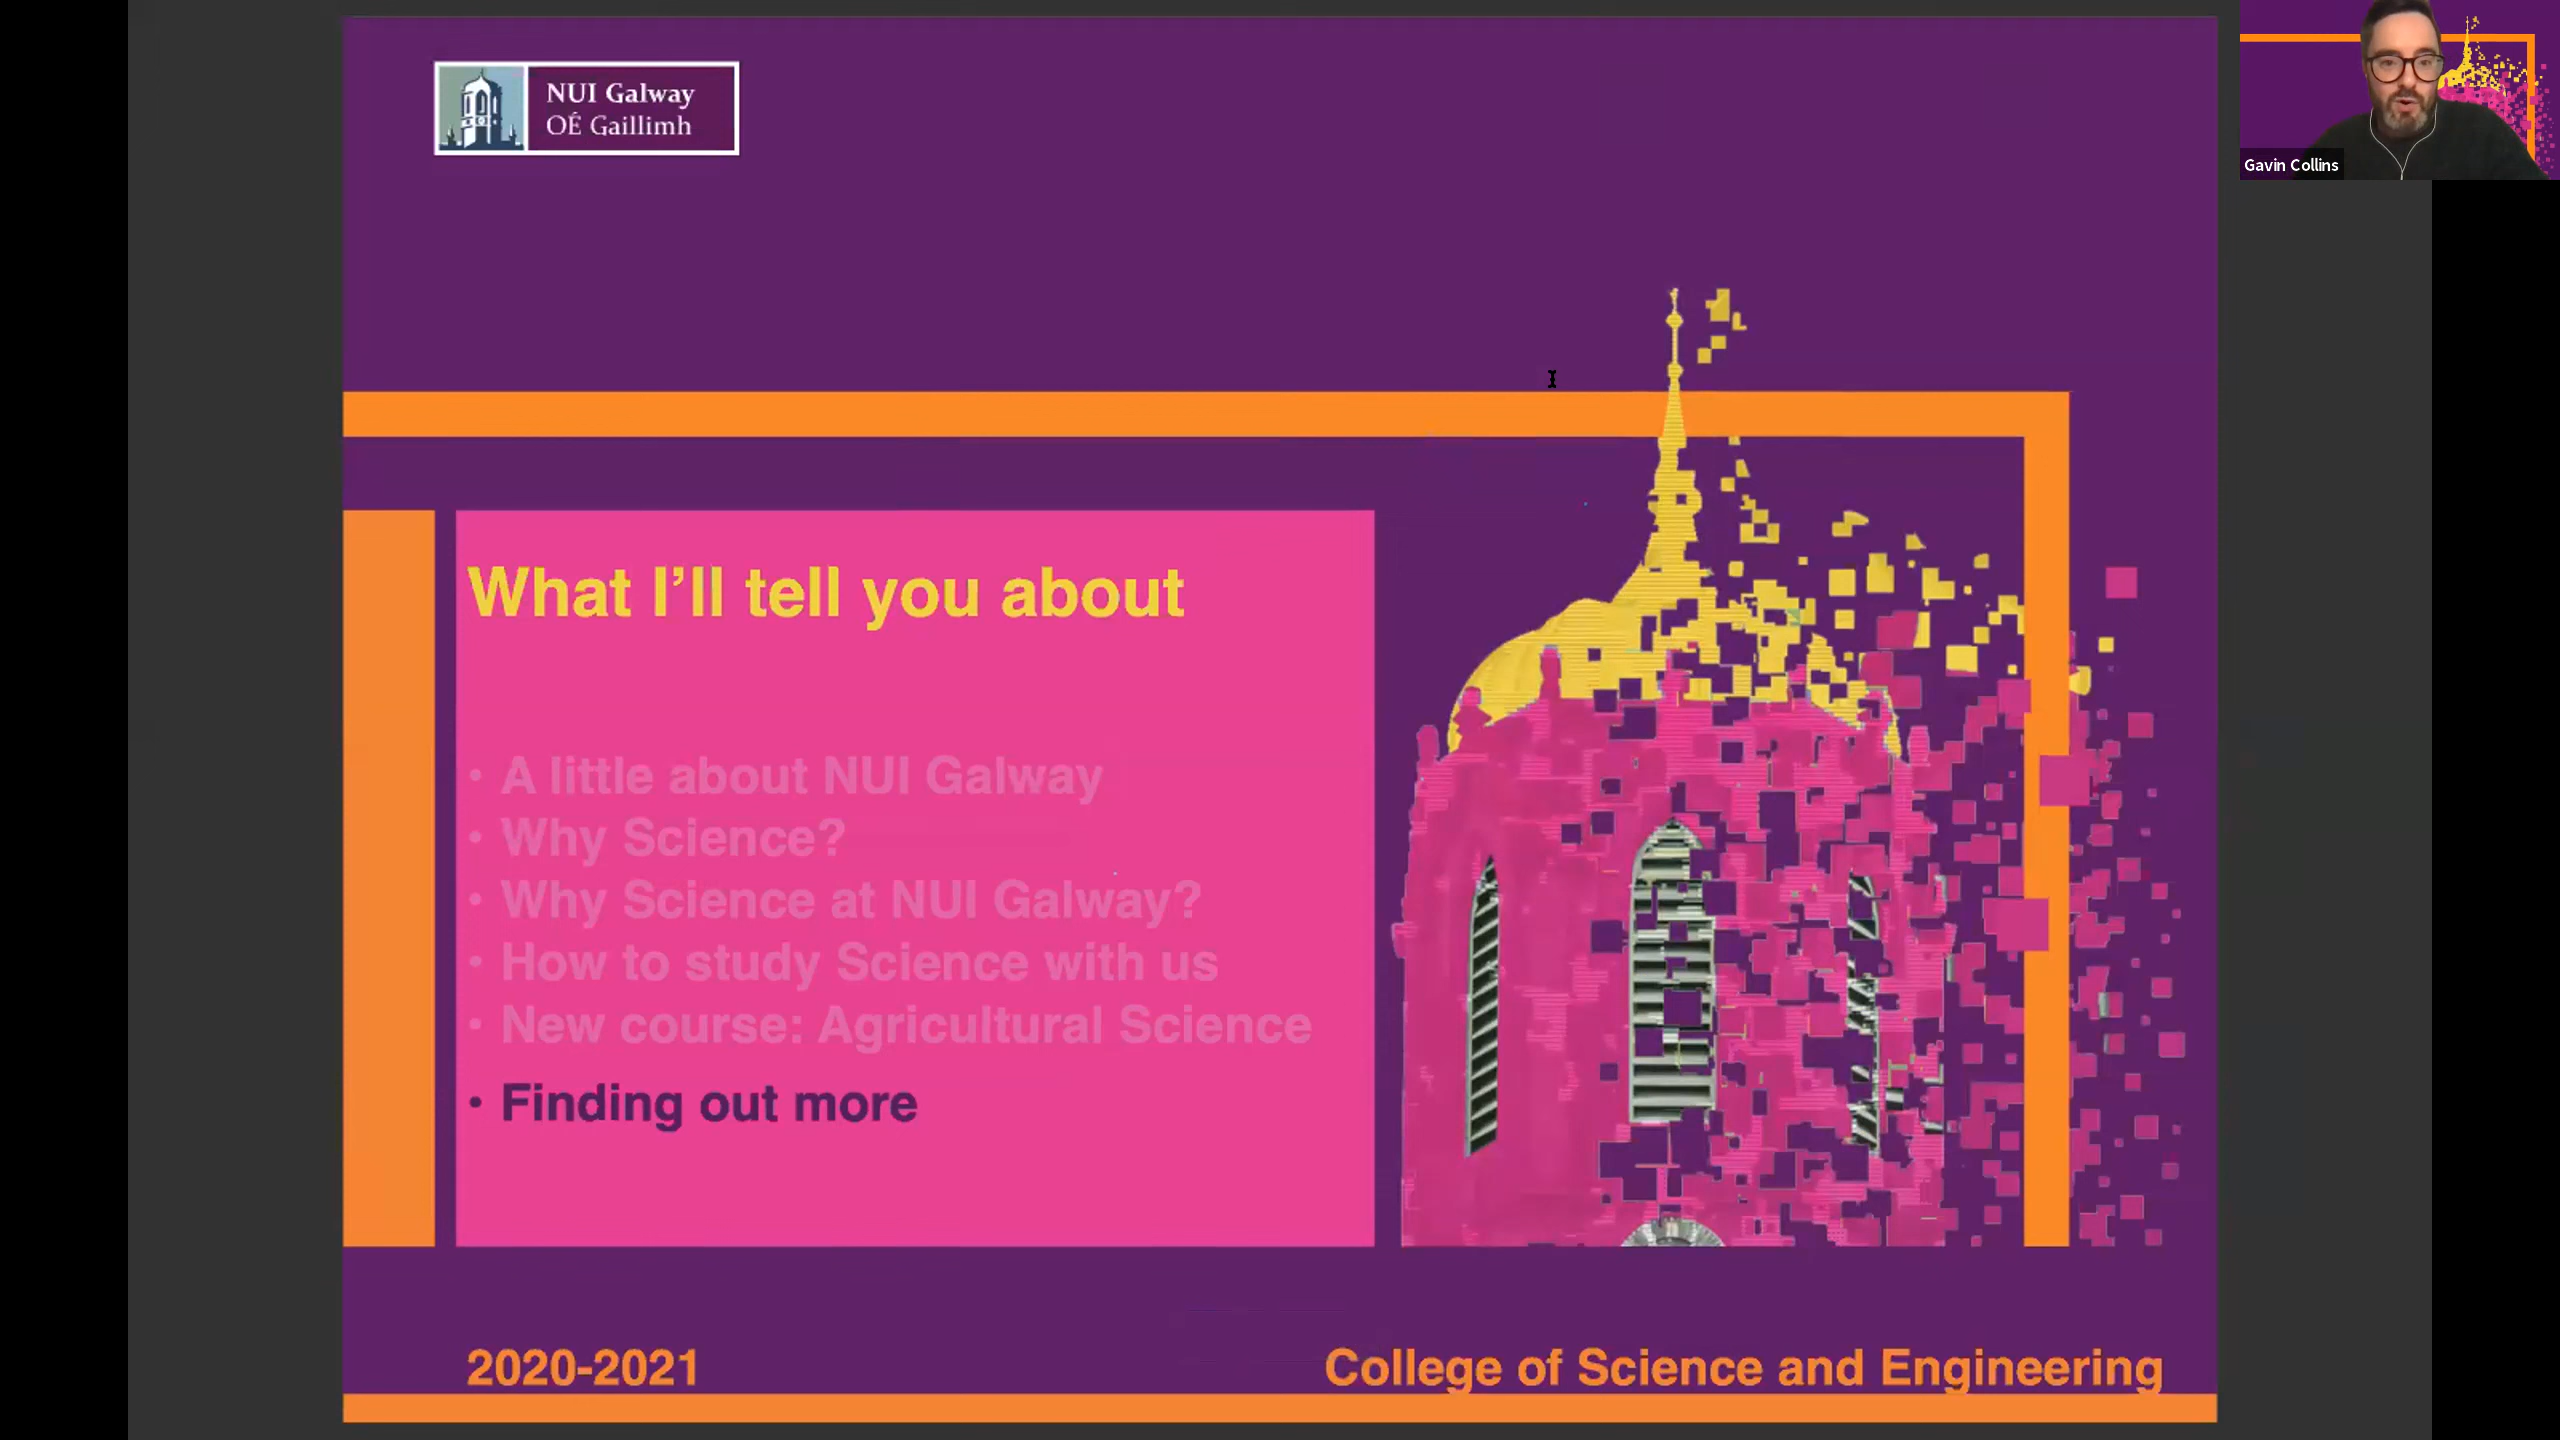 NUI Galway
OÉ Gaillimh
Gavin Collins
What I’ll tell you about
• A little about NUI Galway
• Why Science?
• Why Science at NUI Galway?
• How to study Science with us
• New course: Agricultural Science
• Finding out more
2020-2021
College of Science and Engineering